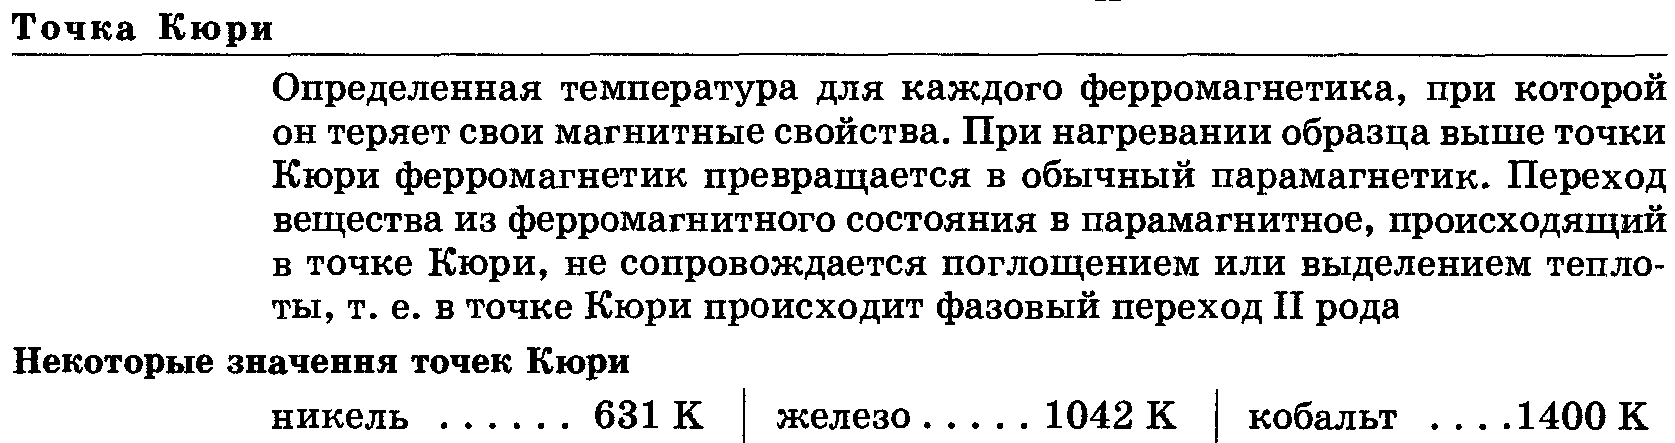 Точка Кюри
Определенная температура для каждого ферромагнетика, при которой
он теряет свои магнитные свойства. При нагревании образца выше точки
Кюри ферромагнетик превращается в обычный парамагнетик. Переход
вещества из ферромагнитного состояния в парамагнитное, происходящий
в точке Кюри, не сопровождается поглощением или выделением тепло-
ты, т. е. в точке Кюри происходит фазовый переход II рода
Некоторые значення точек Кюри
никель ...... 631 К | железо ..... 1042 К | кобальт ....1400 К